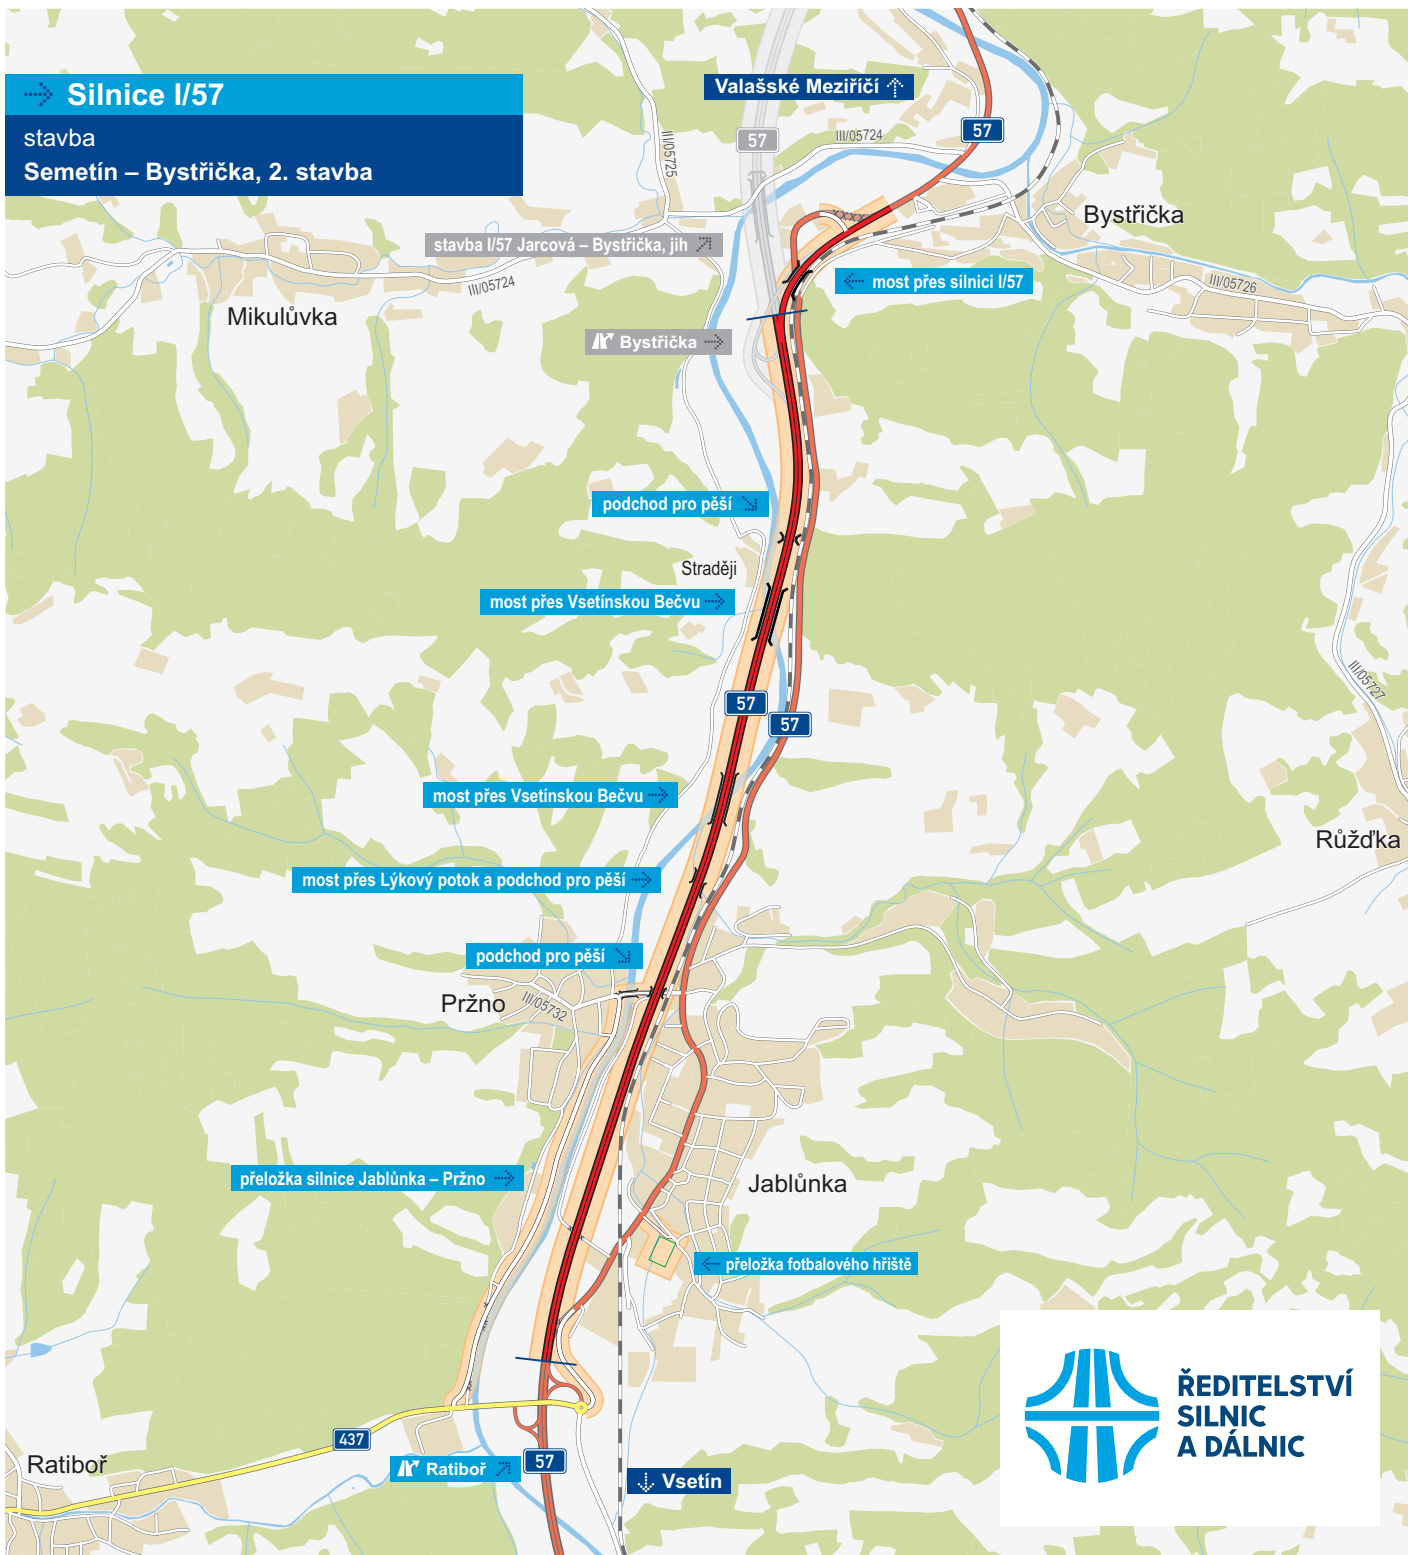 Silnice I/57
stavba
Semetín – Bystřička, 2. stavba
Valašské Meziříčí
57
III/05724
57
III/05725
Bystřička
stavba I/57 Jarcová – Bystřička, jih
III/05724
most přes silnici I/57
III/05726
Mikulůvka
Bystřička
podchod pro pěší
Straději
most přes Vsetínskou Bečvu
III/05727
57
57
most přes Vsetínskou Bečvu
Růžďka
most přes Lýkový potok a podchod pro pěší
podchod pro pěší
Pržno
III/05732
přeložka silnice Jablůnka – Pržno
Jablůnka
přeložka fotbalového hřiště
437
Ratiboř
Ratiboř
57
Vsetín
ŘEDITELSTVÍ
SILNIC
A DÁLNIC